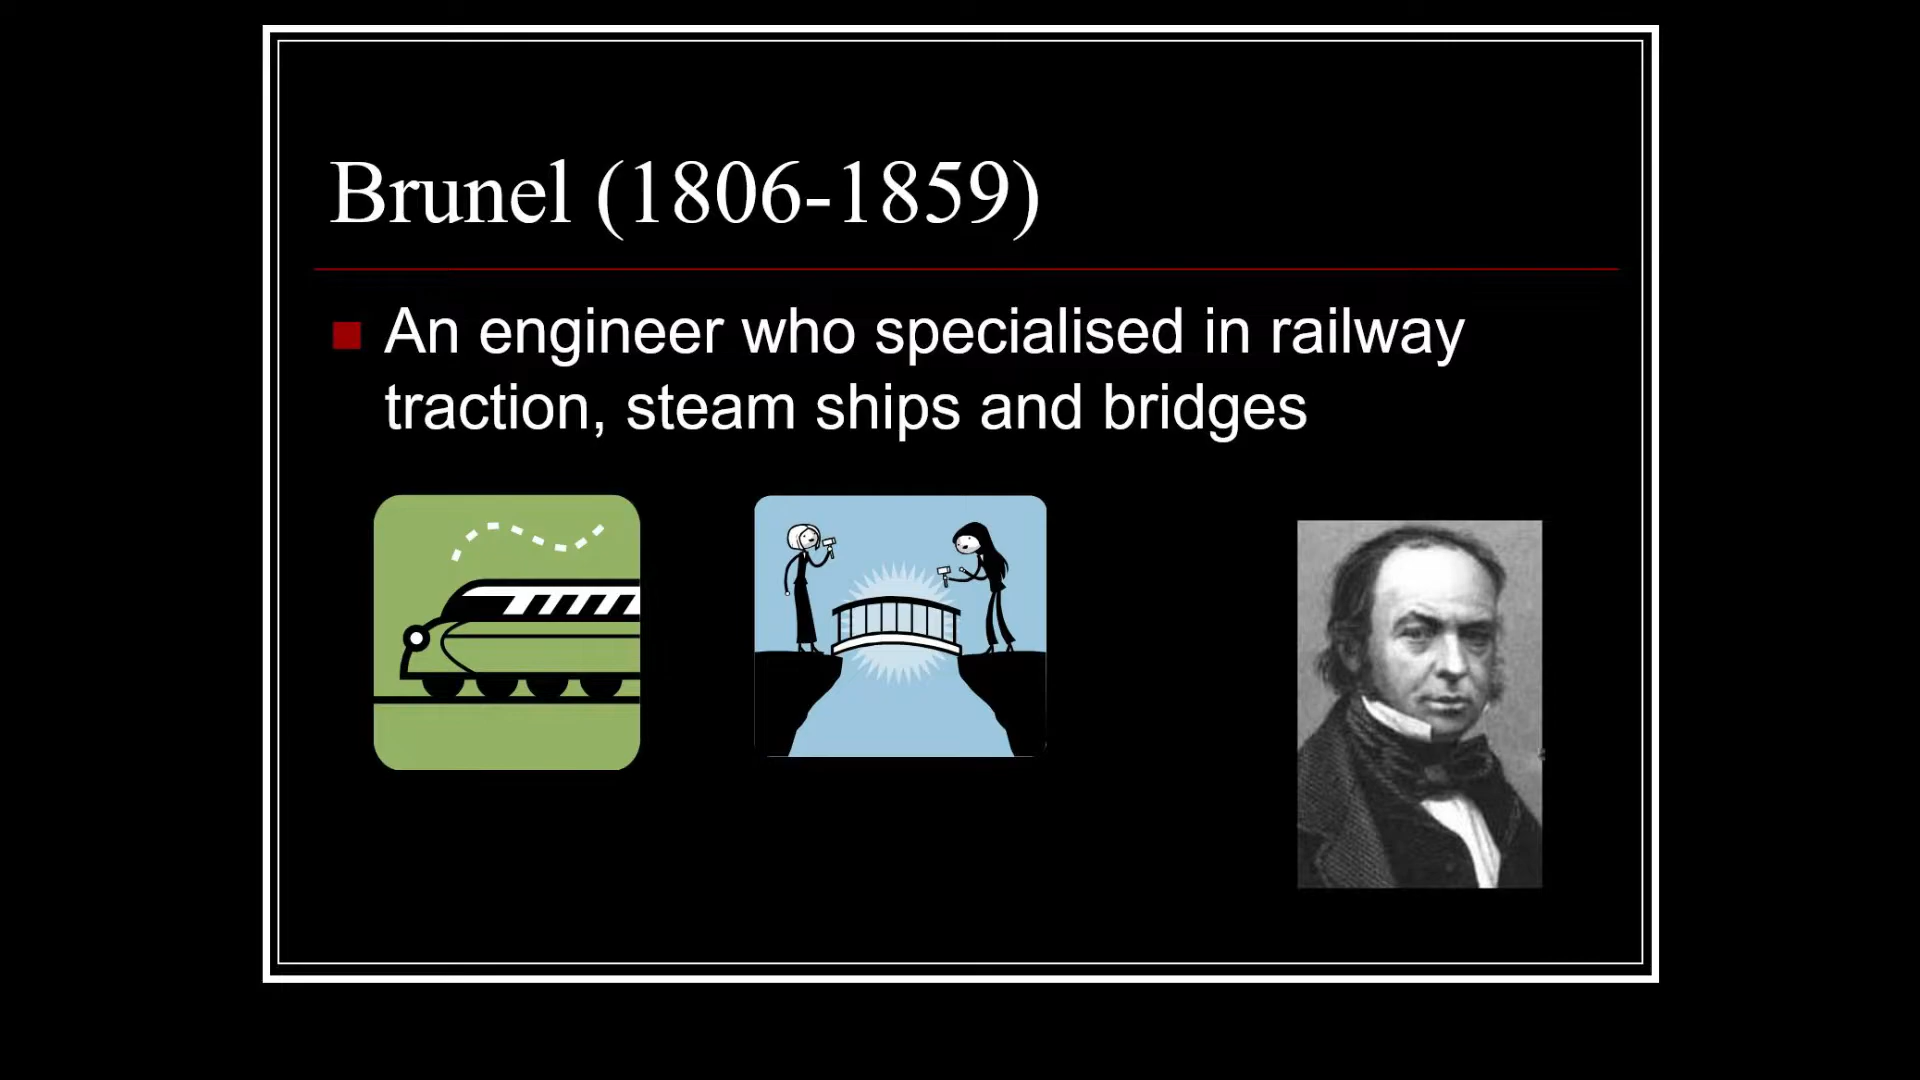 Brunel (1806-1859)
An engineer who specialised in railway
traction, steam ships and bridges